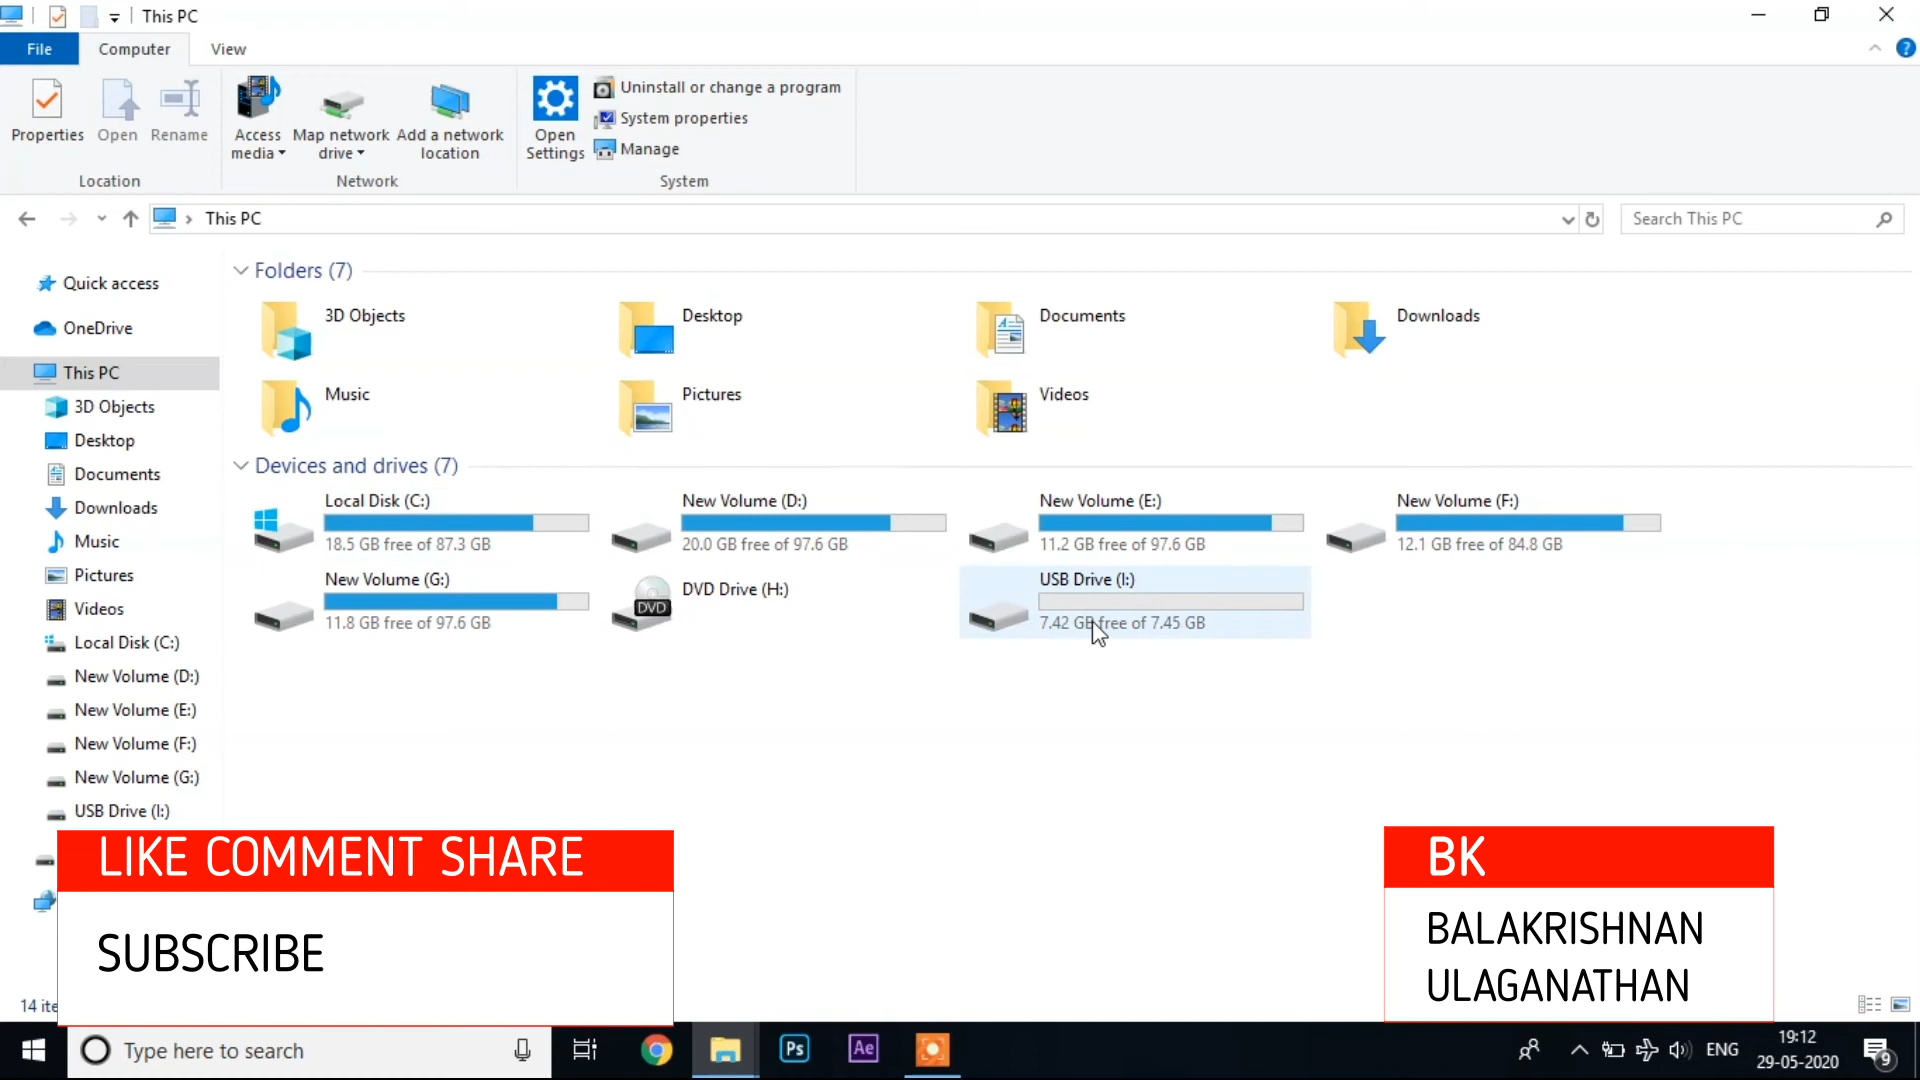 This PC
File Computer View
Properties Open Rename
Access media Map network drive Add a network location
Open Settings
Uninstall or change a program
System properties
Manage
Location Network System
This PC
Search This PC
Quick access
OneDrive
This PC
3D Objects
Desktop
Documents
Downloads
Music
Pictures
Videos
Local Disk (C:)
New Volume (D:)
New Volume (E:)
New Volume (F:)
New Volume (G:)
USB Drive (I:)
Folders (7)
3D Objects Desktop Documents Downloads
Music Pictures Videos
Devices and drives (7)
Local Disk (C:) New Volume (D:) New Volume (E:) New Volume (F:)
18.5 GB free of 87.3 GB 20.0 GB free of 97.6 GB 11.2 GB free of 97.6 GB 12.1 GB free of 84.8 GB
New Volume (G:) DVD Drive (H:) USB Drive (I:)
DVD
11.8 GB free of 97.6 GB 7.42 GB free of 7.45 GB
LIKE COMMENT SHARE
SUBSCRIBE
BK
BALAKRISHNAN
ULAGANATHAN
14 ite
Type here to search
Ps Ae
ENG
19:12
29-05-2020
9